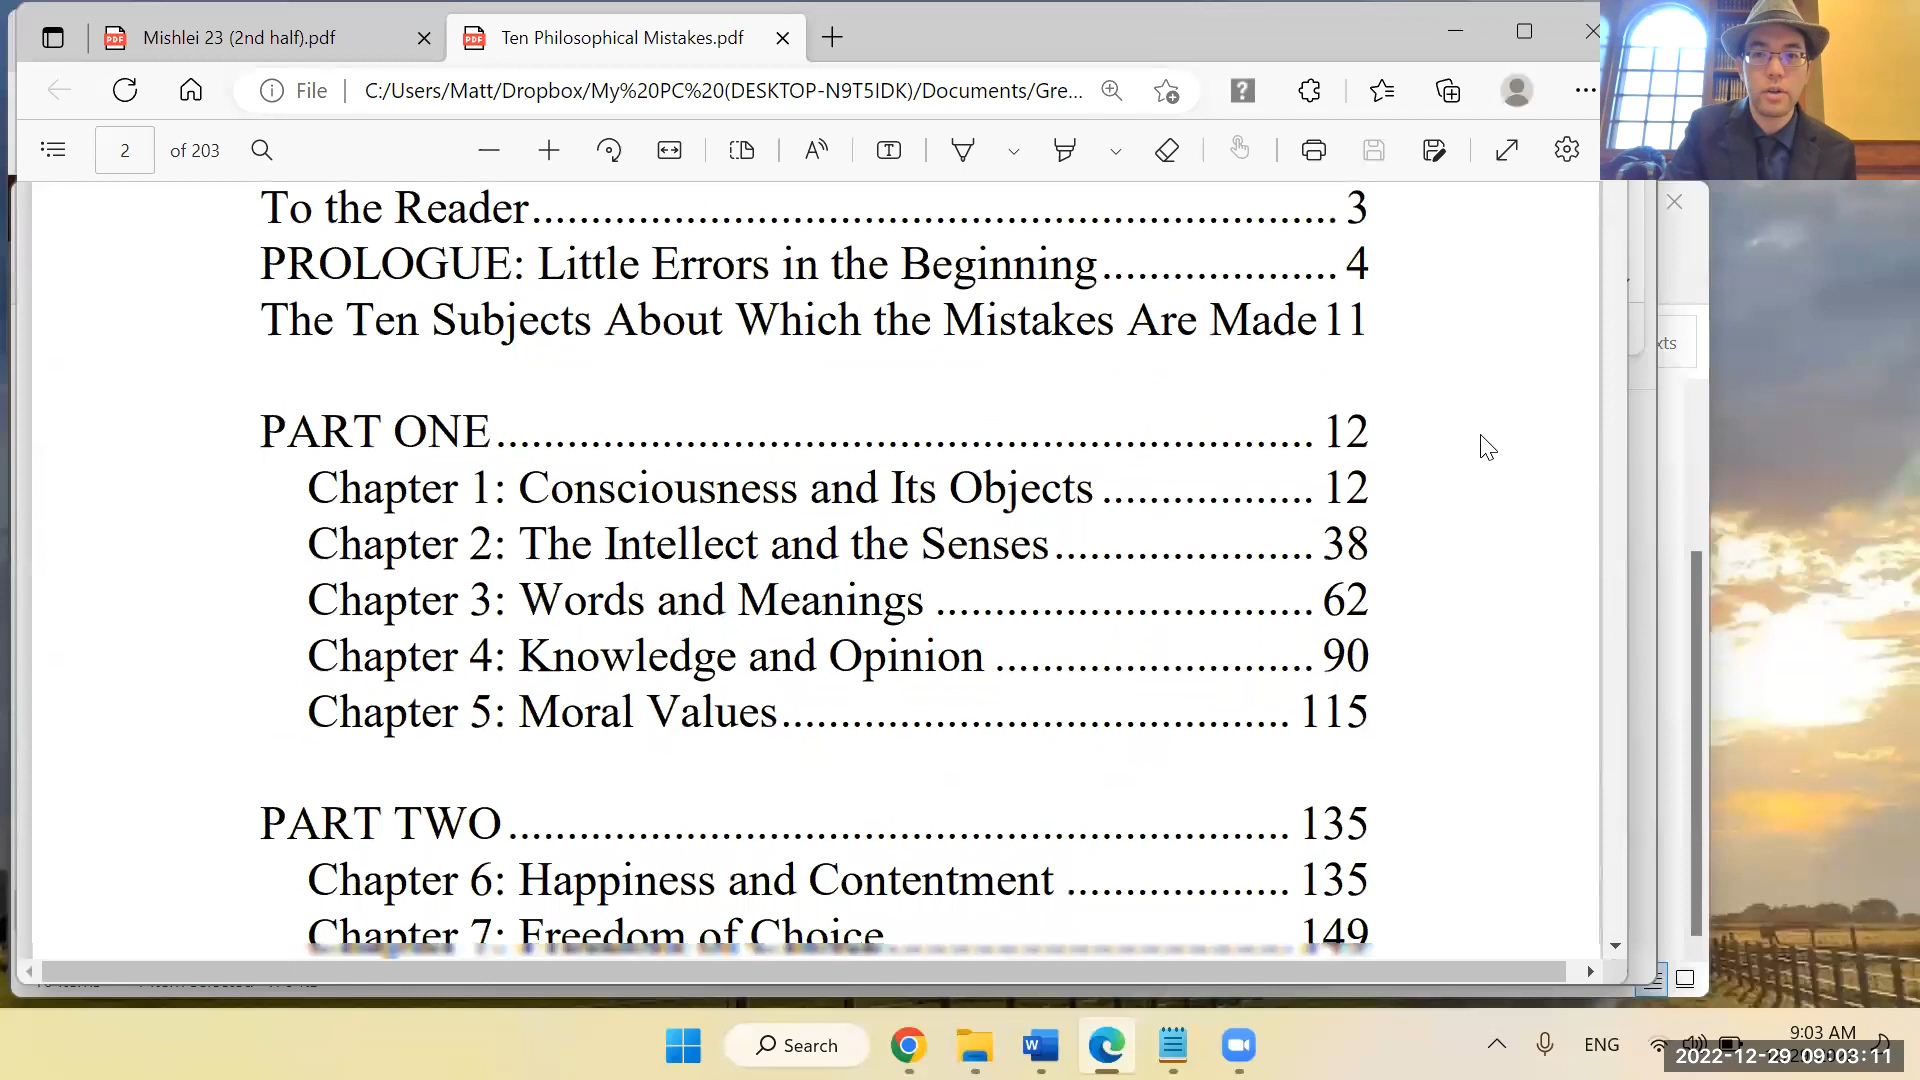 Mishlei 23 (2nd half).pdf
Ten Philosophical Mistakes.pdf
File
C:/Users/Matt/Dropbox/My%20PC%20(DESKTOP-N9T5IDK)/Documents/Gre...
2 of 203
To the Reader 3
PROLOGUE: Little Errors in the Beginning 4
The Ten Subjects About Which the Mistakes Are Made 11
PART ONE 12
Chapter 1: Consciousness and Its Objects 12
Chapter 2: The Intellect and the Senses 38
Chapter 3: Words and Meanings 62
Chapter 4: Knowledge and Opinion 90
Chapter 5: Moral Values 115
PART TWO 135
Chapter 6: Happiness and Contentment 135
Chapter 7: Freedom of Choice 149
Search
ENG
9:03 AM
2022-12-29 09:03:11